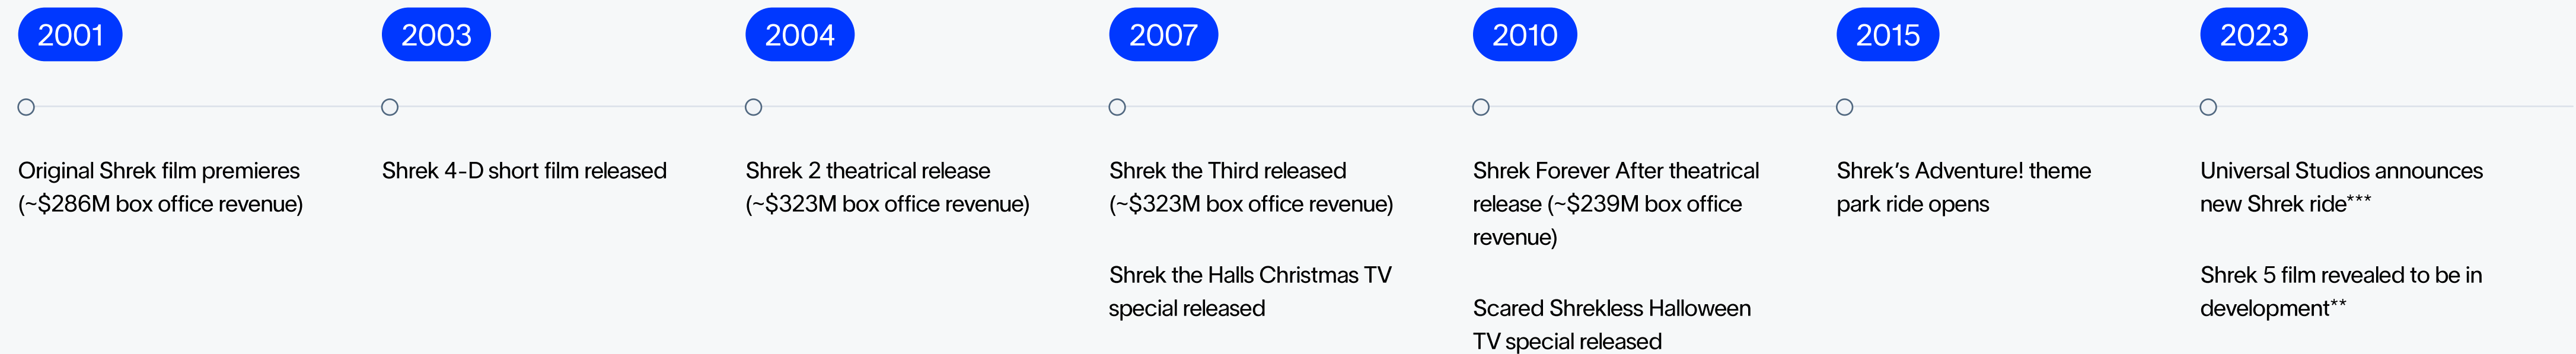 2001
Original Shrek film premieres
(~$286M box office revenue)
2003
Shrek 4-D short film released
2004
Shrek 2 theatrical release
(~$323M box office revenue)
2007
Shrek the Third released
(~$323M box office revenue)
Shrek the Halls Christmas TV
special released
2010
Shrek Forever After theatrical
release (~$239M box office
revenue)
Scared Shrekless Halloween
TV special released
2015
Shrek’s Adventure! theme
park ride opens
2023
Universal Studios announces
new Shrek ride***
Shrek 5 film revealed to be in
development**